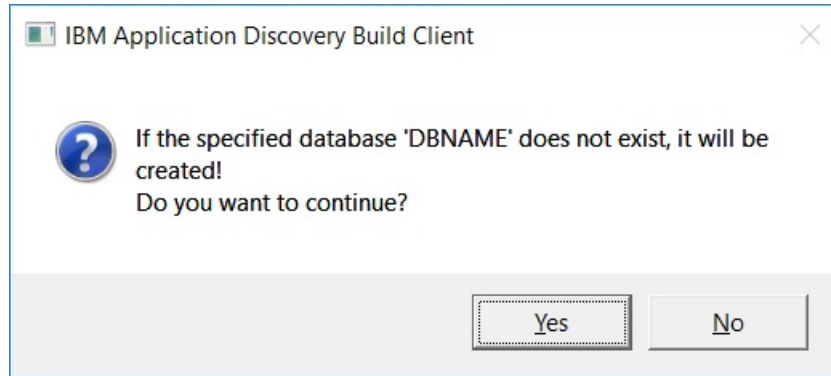 IBM Application Discovery Build Client
If the specified database 'DBNAME' does not exist, it will be
created!
Do you want to continue?
Yes
No